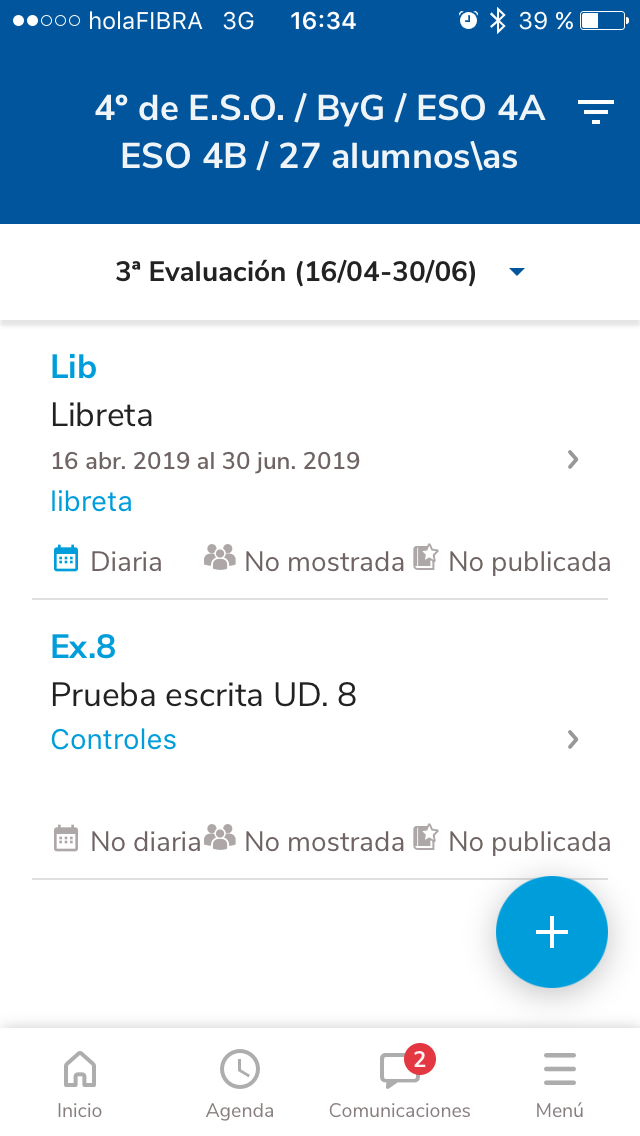 holaFIBRA 3G 16:34 39 %
4º de E.S.O. / ByG / ESO 4A
ESO 4B / 27 alumnos\as
3ª Evaluación (16/04-30/06)
Lib
Libreta
16 abr. 2019 al 30 jun. 2019
libreta
Diaria No mostrada No publicada
Ex.8
Prueba escrita UD. 8
Controles
No diaria No mostrada No publicada
2
Inicio Agenda Comunicaciones Menú